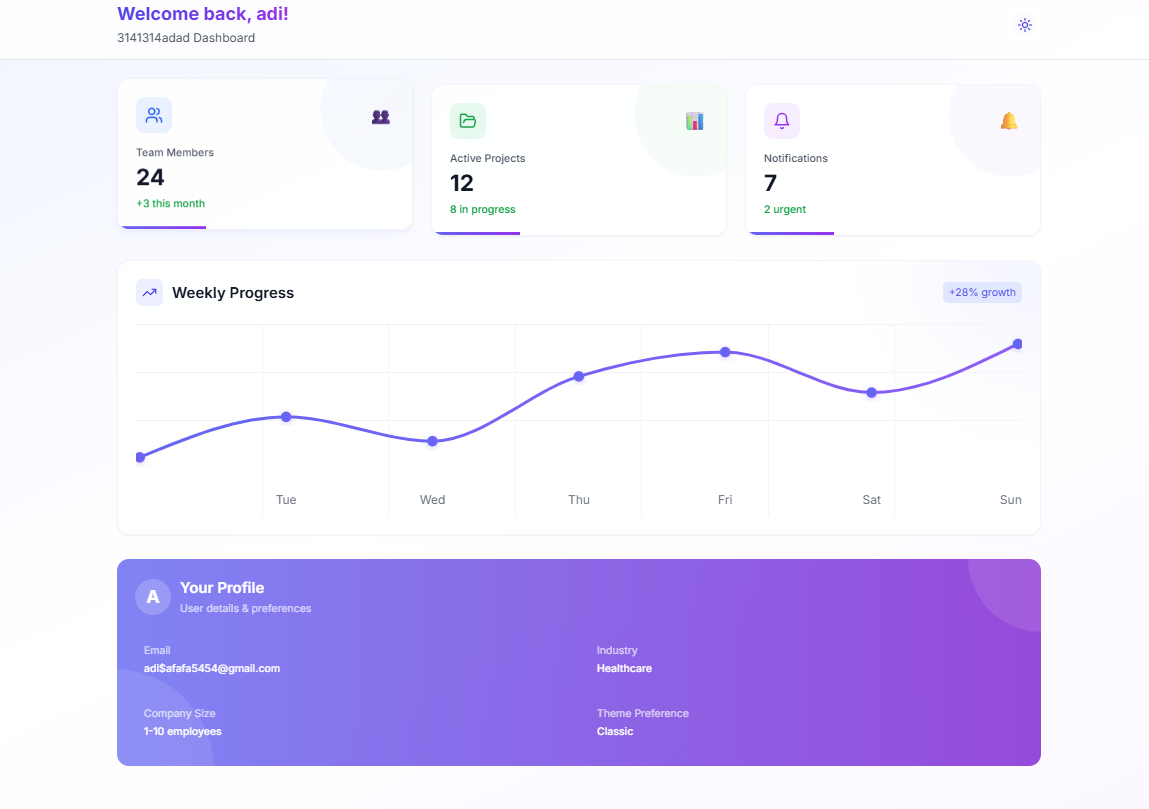 Welcome back, adi!
3141314adad Dashboard
Team Members
24
+3 this month
Active Projects
12
8 in progress
Notifications
7
2 urgent
Weekly Progress
+28% growth
Tue Wed Thu Fri Sat Sun
A
Your Profile
User details & preferences
Email
adi$afafa5454@gmail.com
Industry
Healthcare
Company Size
1-10 employees
Theme Preference
Classic